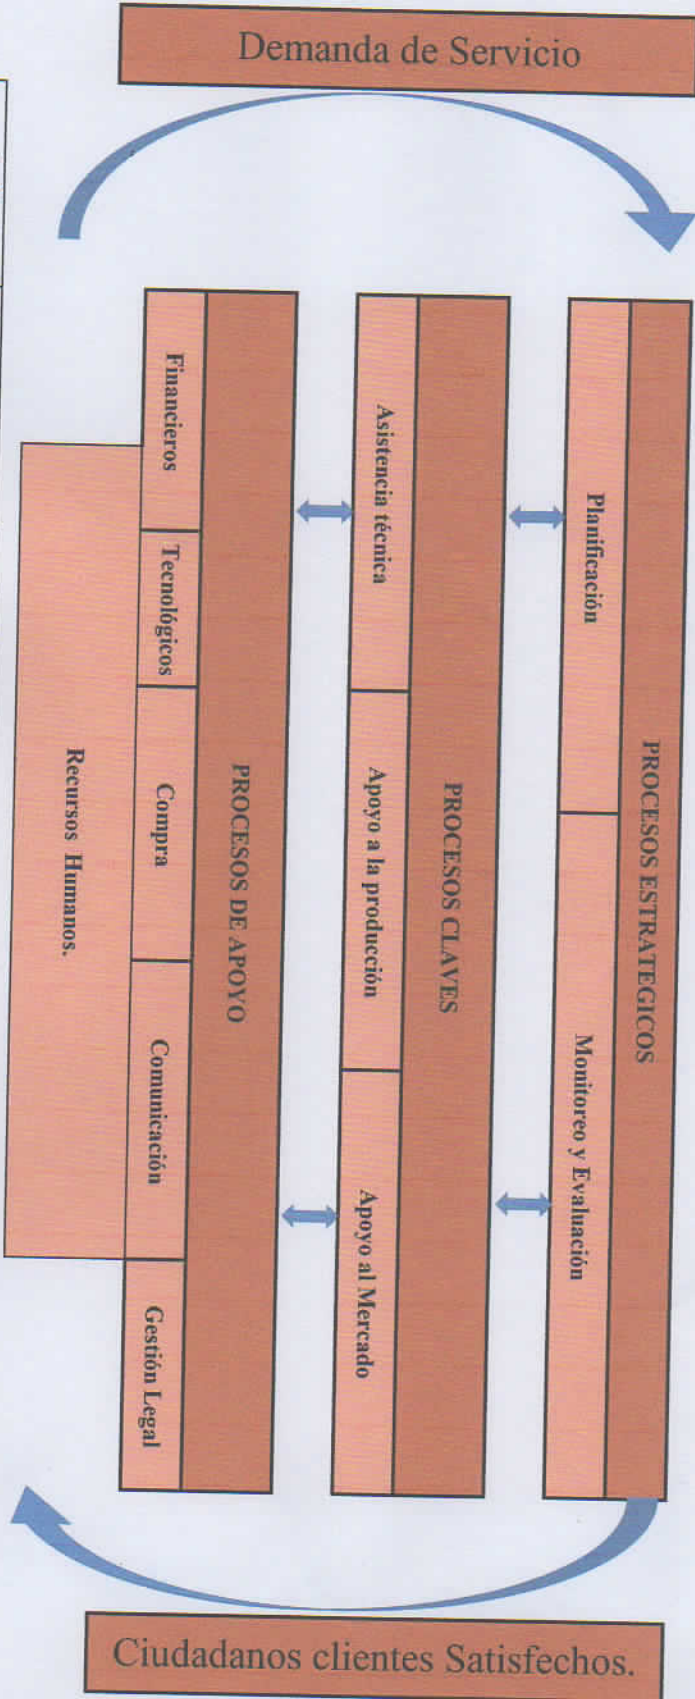 Demanda de Servicio
PROCESOS ESTRATEGICOS
Planificación
Monitoreo y Evaluación
PROCESOS CLAVES
Asistencia técnica
Apoyo a la producción
Apoyo al Mercado
PROCESOS DE APOYO
Financieros
Tecnológicos
Compra
Comunicación
Gestión Legal
Recursos Humanos.
Ciudadanos clientes Satisfechos.